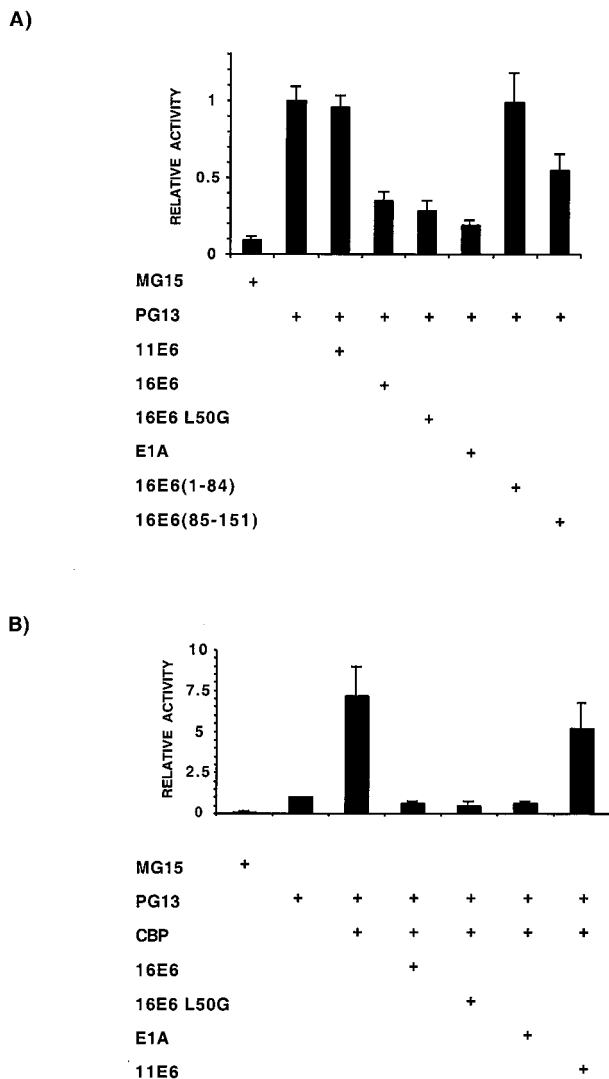 A)
RELATIVE ACTIVITY
1
0.5
0
MG15 +
PG13 + + + + + + +
11E6 +
16E6 +
16E6 L50G +
E1A +
16E6(1-84) +
16E6(85-151) +
B)
RELATIVE ACTIVITY
10
7.5
5
2.5
0
MG15 +
PG13 + + + + + +
CBP + + + + +
16E6 +
16E6 L50G +
E1A +
11E6 +